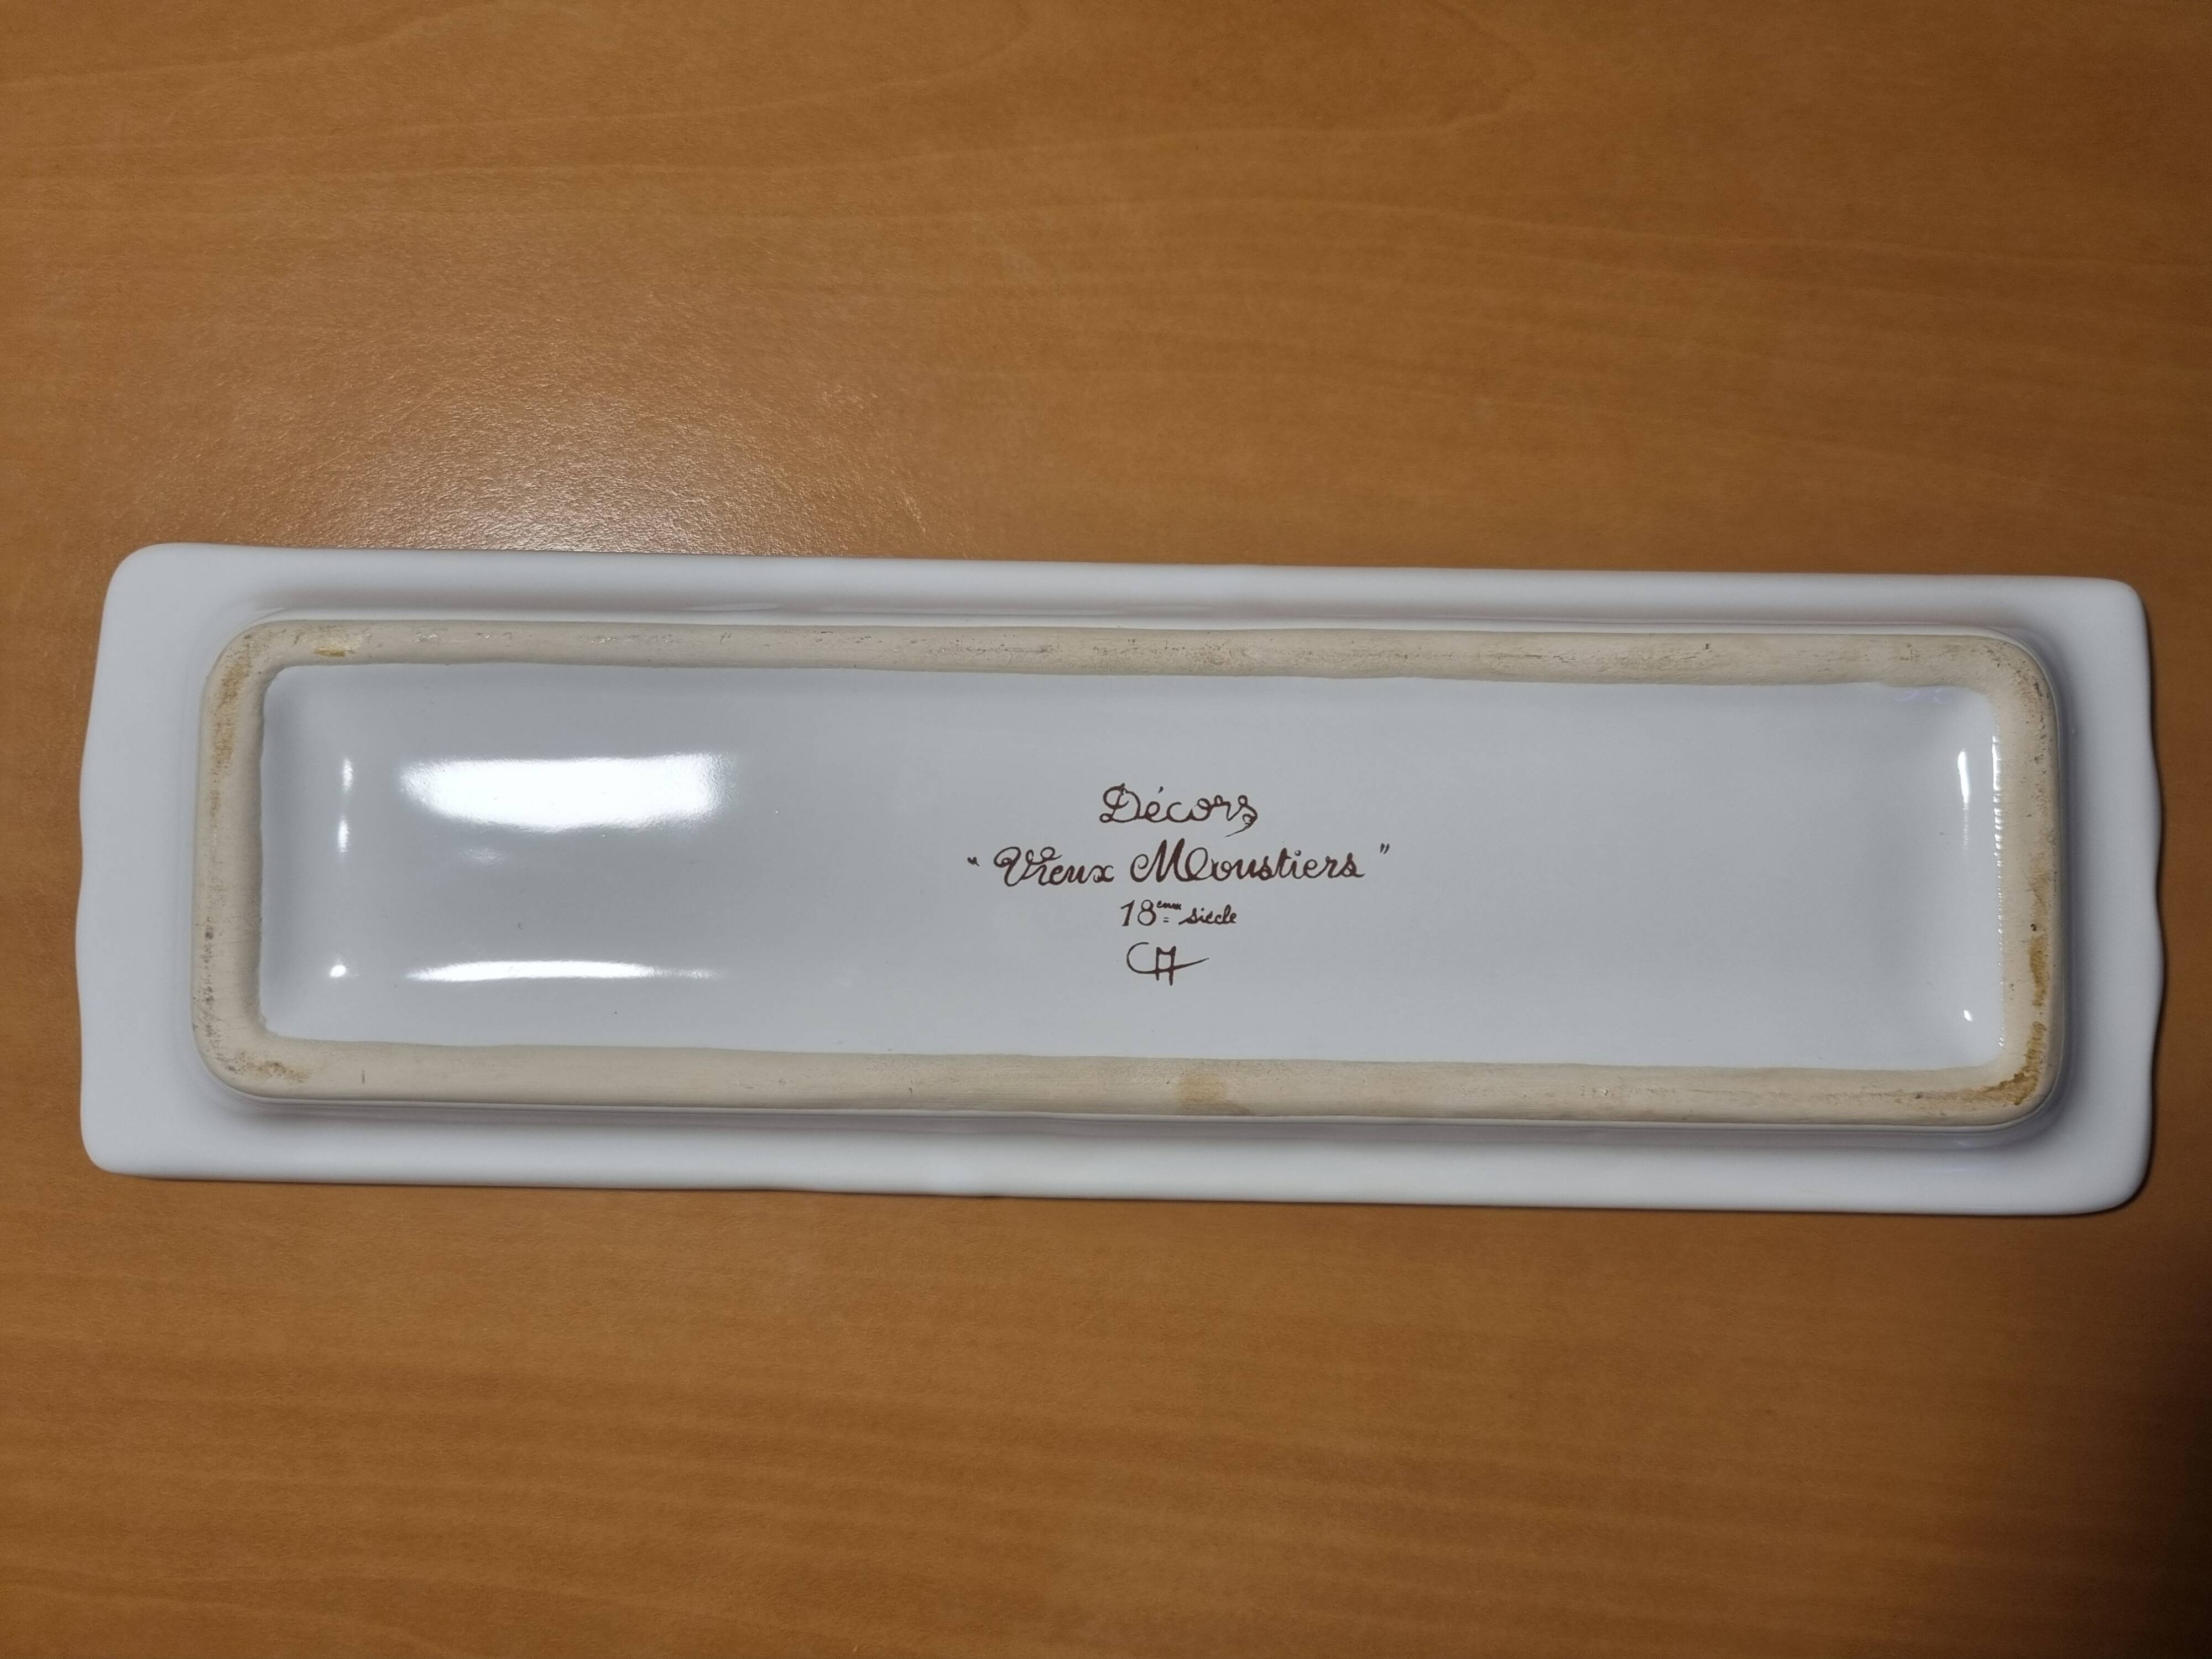 Décors
"Vieux Moustiers"
18ème siècle